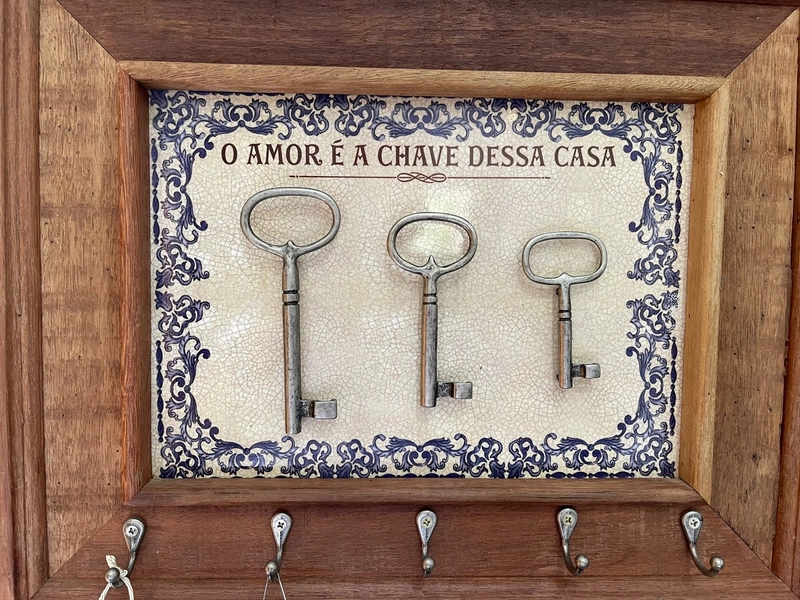 O AMOR É A CHAVE DESSA CASA